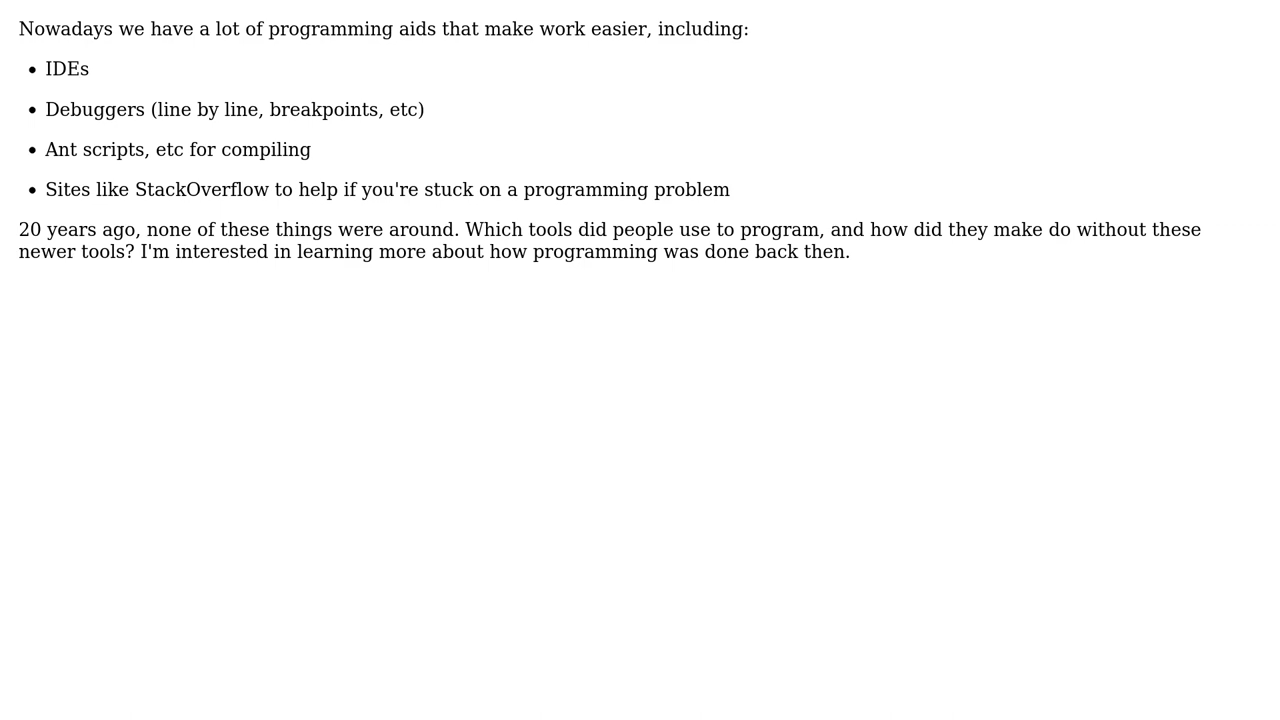 Nowadays we have a lot of programming aids that make work easier, including:
• IDEs
• Debuggers (line by line, breakpoints, etc)
• Ant scripts, etc for compiling
• Sites like StackOverflow to help if you're stuck on a programming problem
20 years ago, none of these things were around. Which tools did people use to program, and how did they make do without these
newer tools? I'm interested in learning more about how programming was done back then.